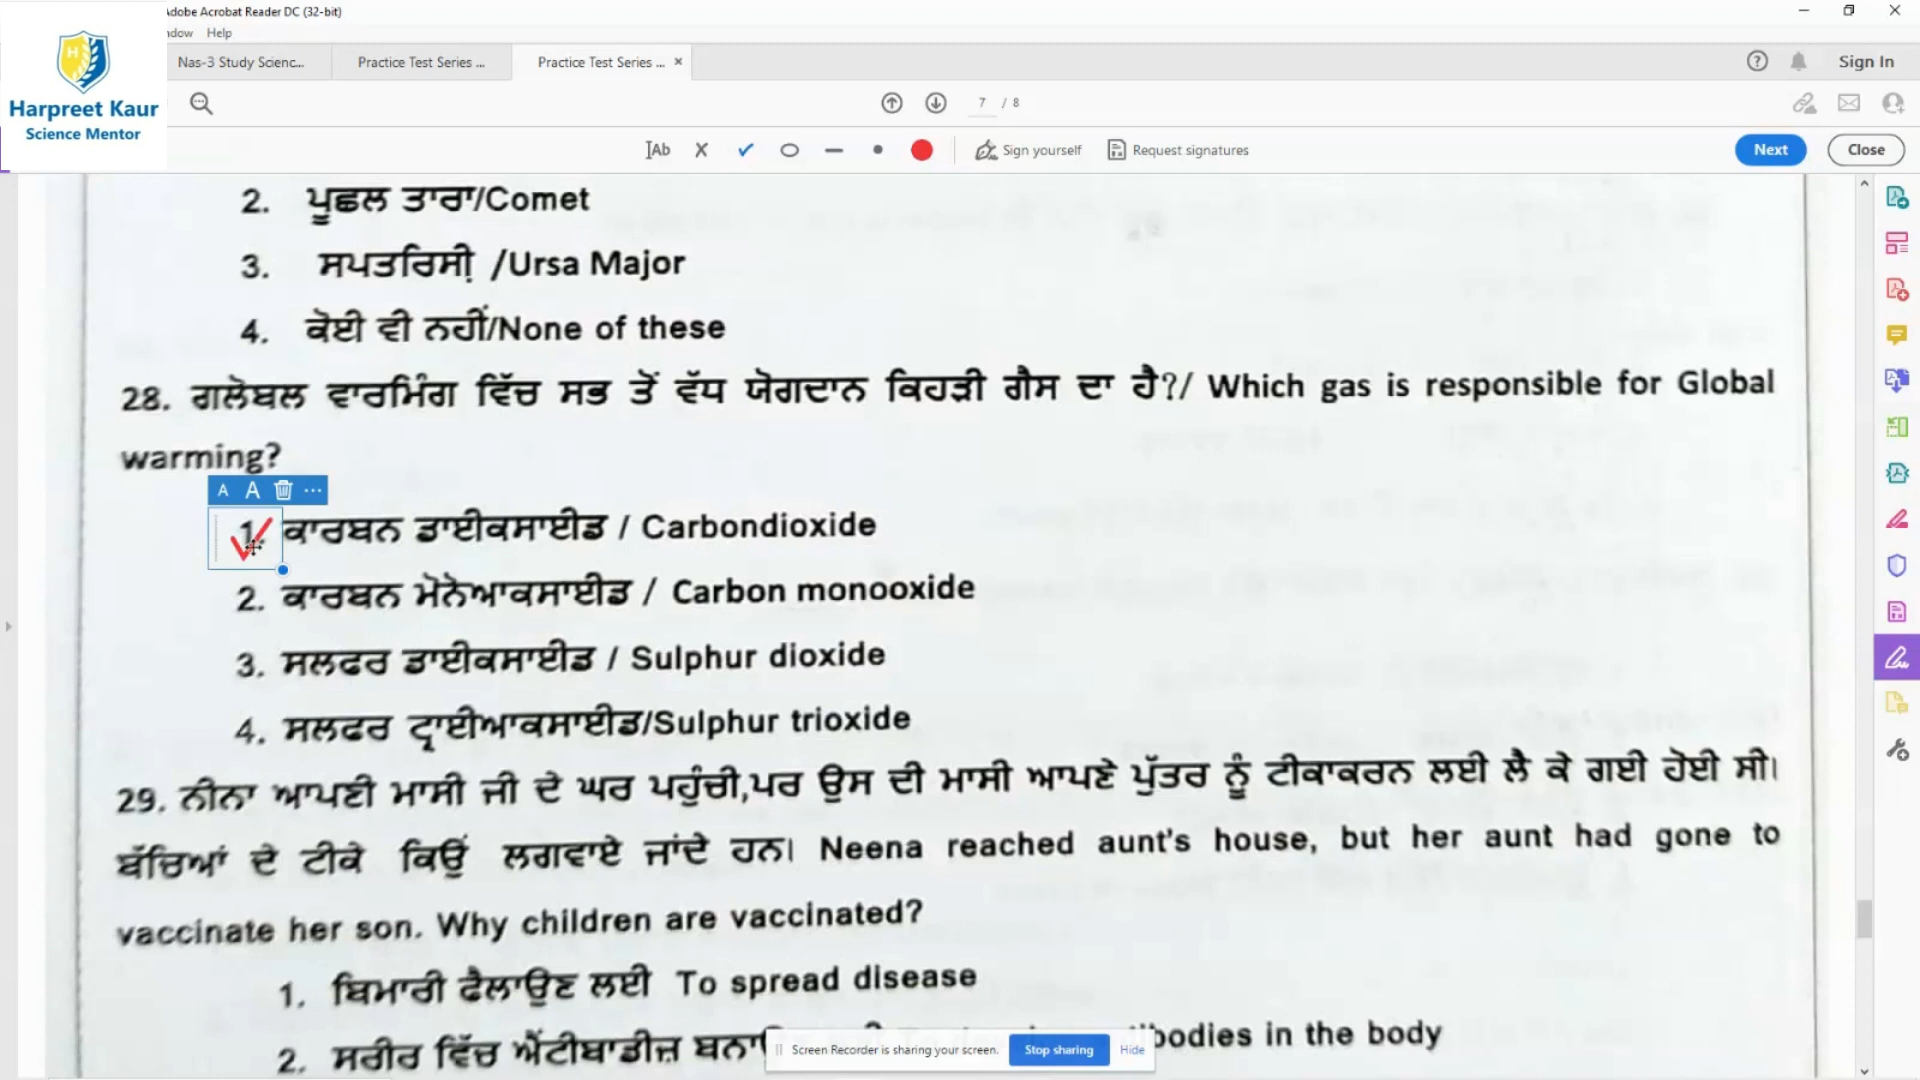 Adobe Acrobat Reader DC (32-bit)
ndow Help
Harpreet Kaur
Science Mentor
Nas-3 Study Scienc...
Practice Test Series ...
Practice Test Series ...
Sign In
7 / 8
Sign yourself
Request signatures
Next
Close
2. ਪੂਛਲ ਤਾਰਾ/Comet
3. ਸਪਤਰਿਸੀ਼ /Ursa Major
4. ਕੋਈ ਵੀ ਨਹੀਂ/None of these
28. ਗਲੋਬਲ ਵਾਰਮਿੰਗ ਵਿੱਚ ਸਭ ਤੋਂ ਵੱਧ ਯੋਗਦਾਨ ਕਿਹੜੀ ਗੈਸ ਦਾ ਹੈ?/ Which gas is responsible for Global
warming?
A A
1. ਕਾਰਬਨ ਡਾਈਕਸਾਈਡ / Carbondioxide
2. ਕਾਰਬਨ ਮੋਨੋਆਕਸਾਈਡ / Carbon monooxide
3. ਸਲਫਰ ਡਾਈਕਸਾਈਡ / Sulphur dioxide
4. ਸਲਫਰ ਟ੍ਰਾਈਆਕਸਾਈਡ/Sulphur trioxide
29. ਨੀਨਾ ਆਪਣੀ ਮਾਸੀ ਜੀ ਦੇ ਘਰ ਪਹੁੰਚੀ,ਪਰ ਉਸ ਦੀ ਮਾਸੀ ਆਪਣੇ ਪੁੱਤਰ ਨੂੰ ਟੀਕਾਕਰਨ ਲਈ ਲੈ ਕੇ ਗਈ ਹੋਈ ਸੀ।
ਬੱਚਿਆਂ ਦੇ ਟੀਕੇ ਕਿਉਂ ਲਗਵਾਏ ਜਾਂਦੇ ਹਨ। Neena reached aunt's house, but her aunt had gone to
vaccinate her son. Why children are vaccinated?
1. ਬਿਮਾਰੀ ਫੈਲਾਉਣ ਲਈ To spread disease
2. ਸਰੀਰ ਵਿੱਚ ਐਂਟੀਬਾਡੀਜ਼ in the body
Screen Recorder is sharing your screen.
Stop sharing
Hide